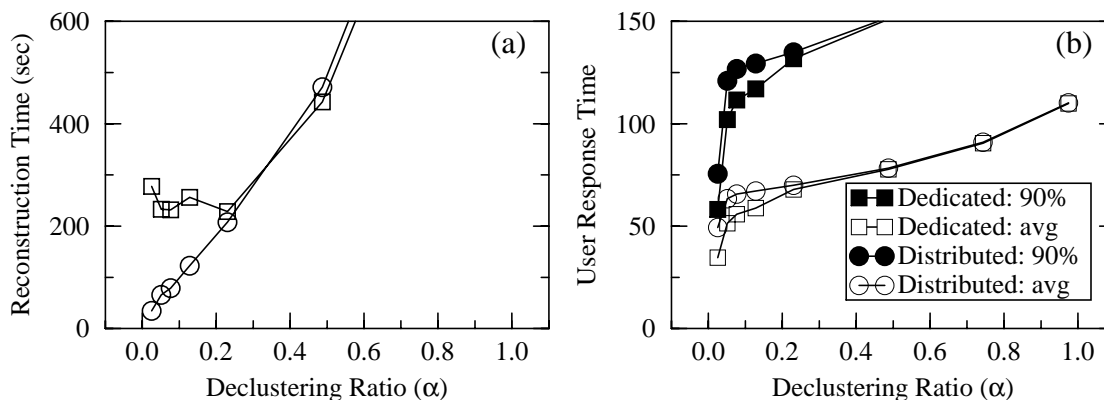 (a)
Reconstruction Time (sec)
600
400
200
0
0.0 0.2 0.4 0.6 0.8 1.0
Declustering Ratio (α)
(b)
User Response Time
150
100
50
0
Dedicated: 90%
Dedicated: avg
Distributed: 90%
Distributed: avg
0.0 0.2 0.4 0.6 0.8 1.0
Declustering Ratio (α)